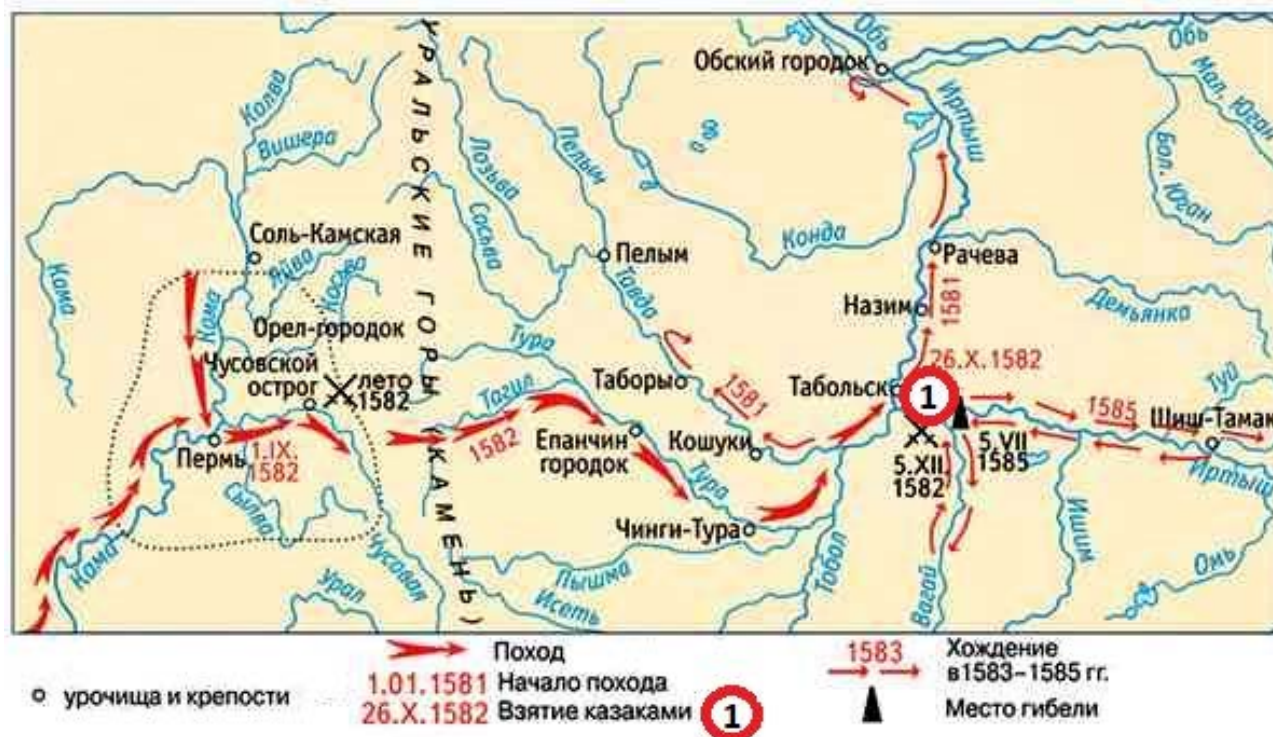 Обь
Обь
Обский городок
Мал. Юган
Колва
Иртыш
Вишера
Пелым
Лозьва
Бол. Юган
УРАЛЬСКИЕ ГОРЫ (КАМЕНЬ)
Сосьва
Соль-Камская
Конда
Яйва
Пелым
Рачева
Косьва
Кама
Тавда
Кама
Назим
1581
Демьянка
Орел-городок
Тура
Чусовской
острог
лето
1582
26.X.1582
Таборы
Табольск
Туй
Тагил
1581
1
1585
Шиш-Тамак
1582
Епанчин
городок
Кошуки
Пермь
1.IX.
1582
5.XII.
1582
5.VII
1585
Иртыш
Тура
Сылва
Чинги-Тура
Кама
Чусовая
Пышма
Тобол
Ишим
Омь
Урал
Исеть
Вагай
урочища и крепости
Поход
1.01.1581 Начало похода
26.X.1582 Взятие казаками 1
1583 Хождение
в1583–1585 гг.
Место гибели